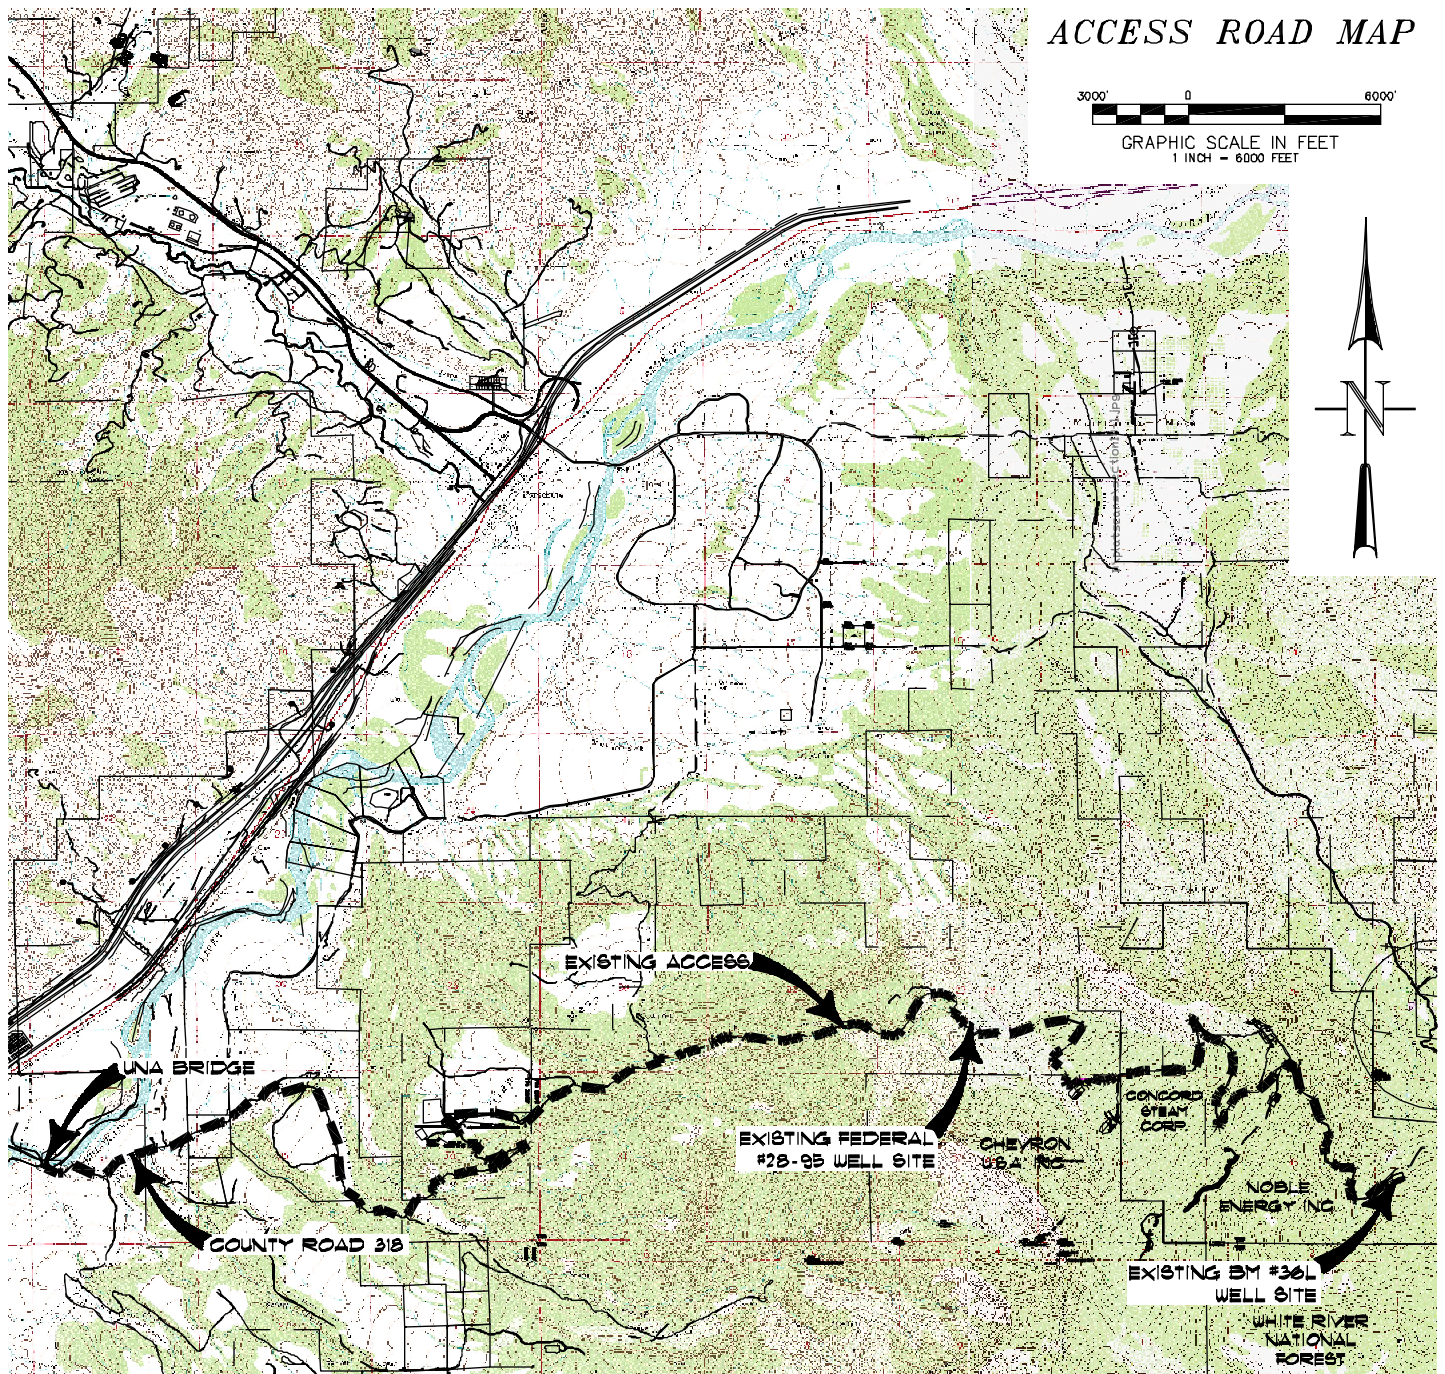 ACCESS ROAD MAP
3000' 0 6000'
GRAPHIC SCALE IN FEET
1 INCH = 6000 FEET
N
EXISTING ACCESS
UNA BRIDGE
CONCORD
STEAM
CORP.
EXISTING FEDERAL
#28-95 WELL SITE
CHEVRON
USA INC
NOBLE
ENERGY INC
COUNTY ROAD 318
EXISTING BM #36L
WELL SITE
WHITE RIVER
NATIONAL
FOREST